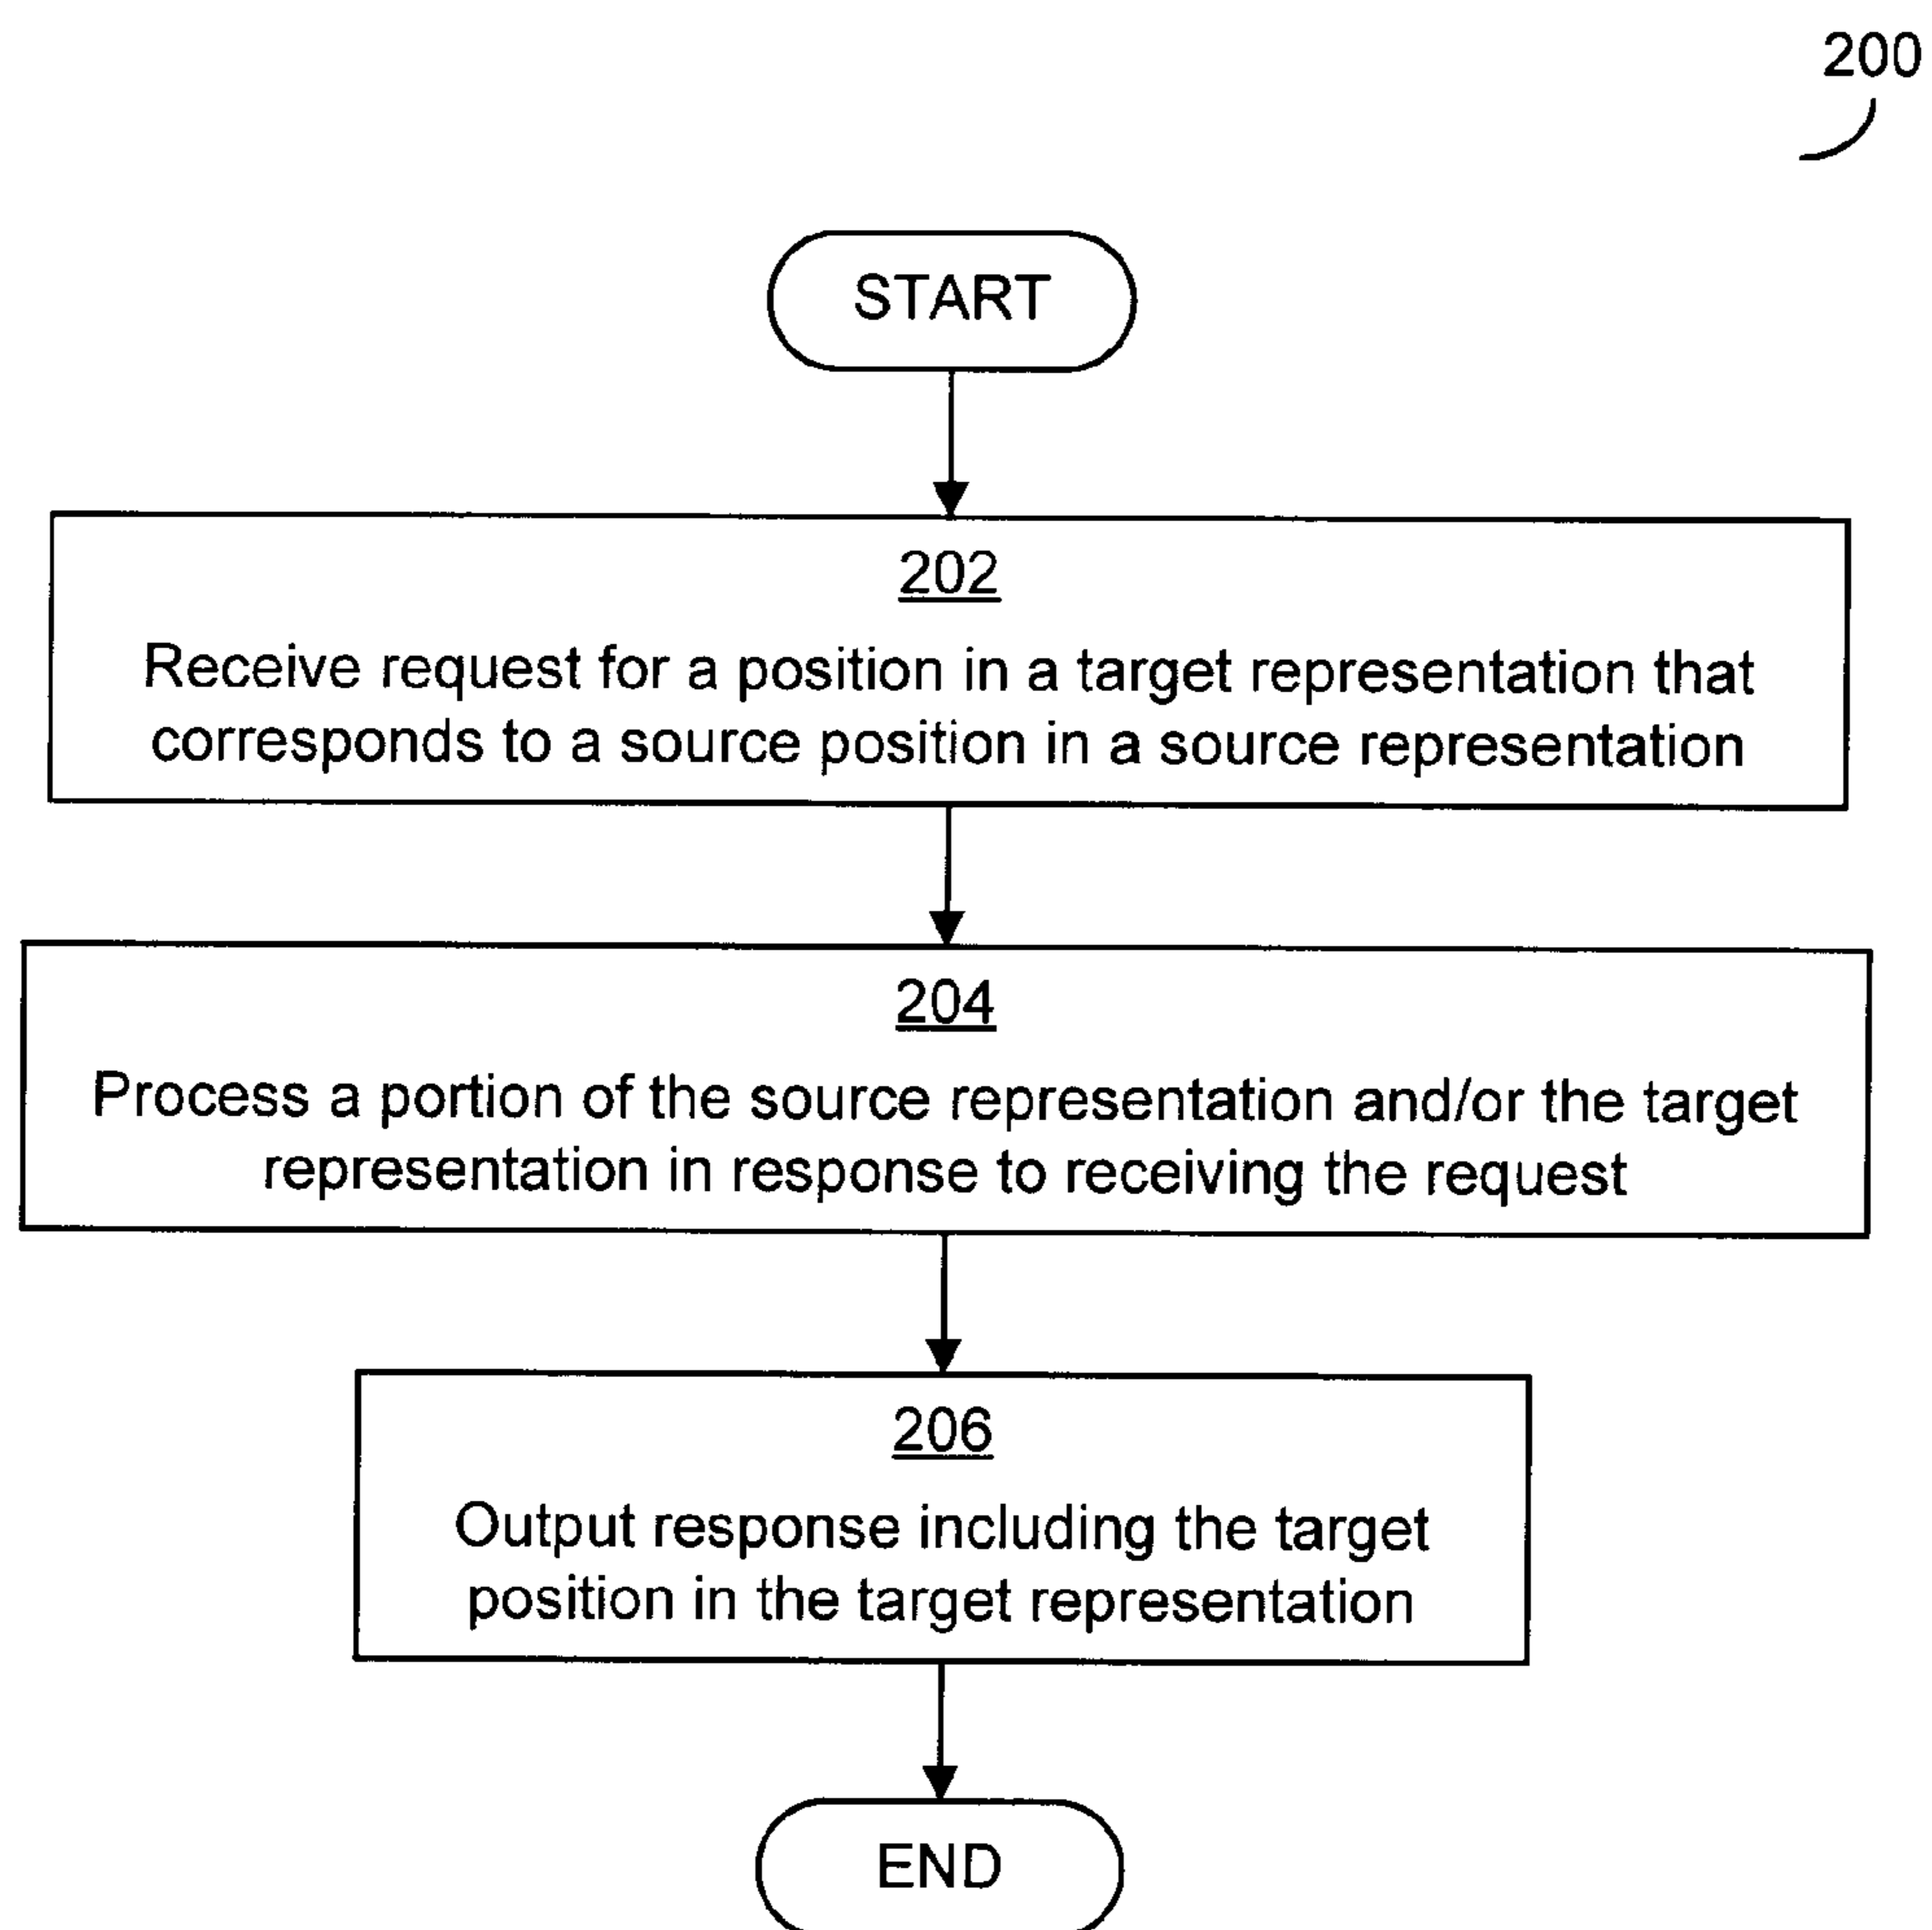 200
START
202
Receive request for a position in a target representation that
corresponds to a source position in a source representation
204
Process a portion of the source representation and/or the target
representation in response to receiving the request
206
Output response including the target
position in the target representation
END